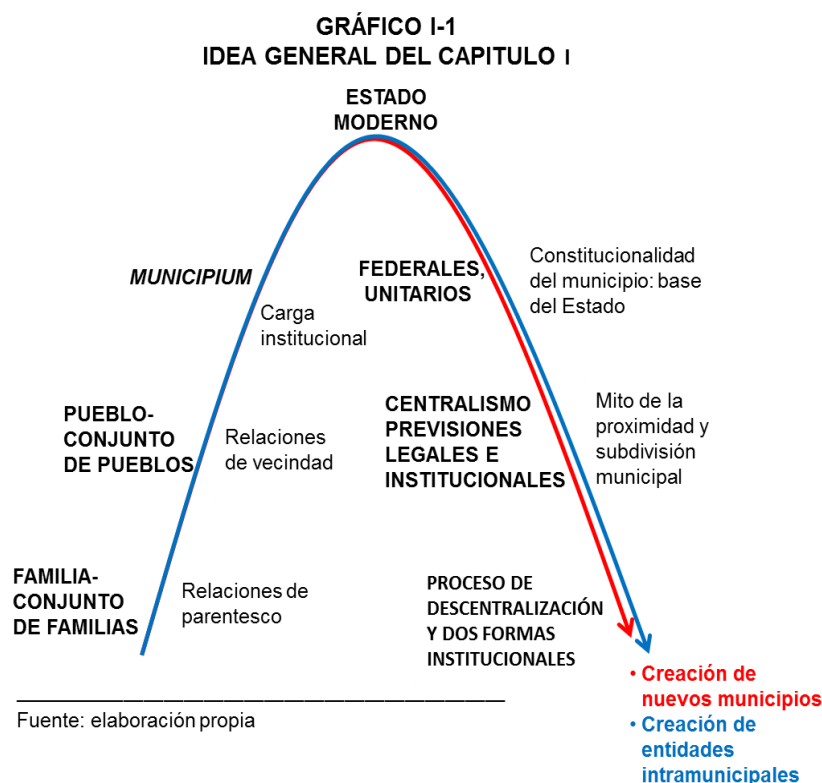 GRÁFICO I-1
IDEA GENERAL DEL CAPITULO I
ESTADO
MODERNO
MUNICIPIUM
Carga
institucional
FEDERALES,
UNITARIOS
Constitucionalidad
del municipio: base
del Estado
PUEBLO-
CONJUNTO
DE PUEBLOS
Relaciones
de vecindad
CENTRALISMO
PREVISIONES
LEGALES E
INSTITUCIONALES
Mito de la
proximidad y
subdivisión
municipal
FAMILIA-
CONJUNTO
DE FAMILIAS
Relaciones de
parentesco
PROCESO DE
DESCENTRALIZACIÓN
Y DOS FORMAS
INSTITUCIONALES
• Creación de
nuevos municipios
• Creación de
entidades
intramunicipales
Fuente: elaboración propia